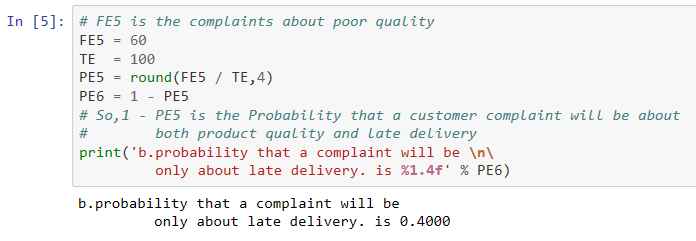 In [5]: # FE5 is the complaints about poor quality
FE5 = 60
TE  = 100
PE5 = round(FE5 / TE,4)
PE6 = 1 - PE5
# So,1 - PE5 is the Probability that a customer complaint will be about
#        both product quality and late delivery
print('b.probability that a complaint will be \n\
         only about late delivery. is %1.4f' % PE6)
b.probability that a complaint will be
         only about late delivery. is 0.4000